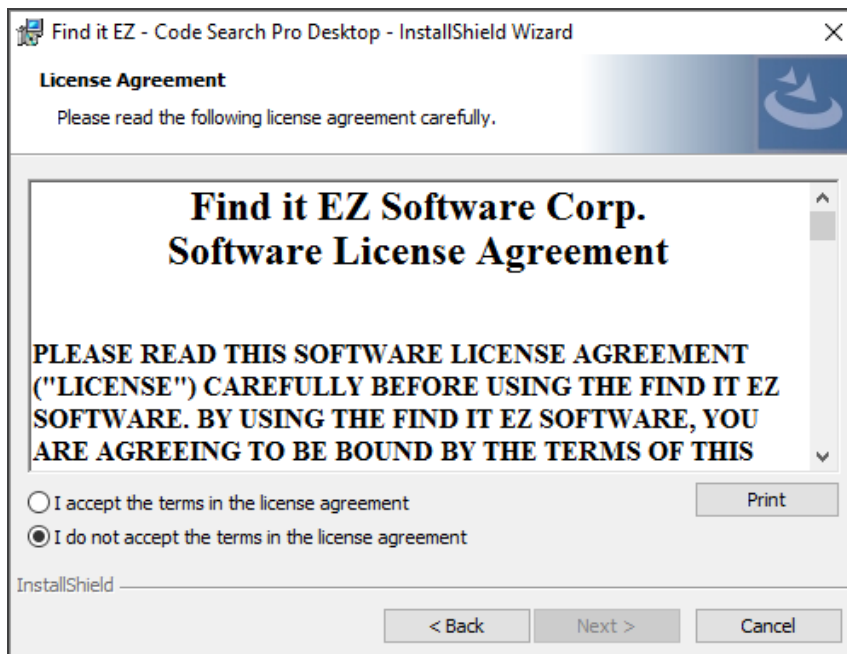 Find it EZ - Code Search Pro Desktop - InstallShield Wizard
License Agreement
Please read the following license agreement carefully.
Find it EZ Software Corp.
Software License Agreement
PLEASE READ THIS SOFTWARE LICENSE AGREEMENT
("LICENSE") CAREFULLY BEFORE USING THE FIND IT EZ
SOFTWARE. BY USING THE FIND IT EZ SOFTWARE, YOU
ARE AGREEING TO BE BOUND BY THE TERMS OF THIS
I accept the terms in the license agreement
Print
I do not accept the terms in the license agreement
InstallShield
< Back
Next >
Cancel